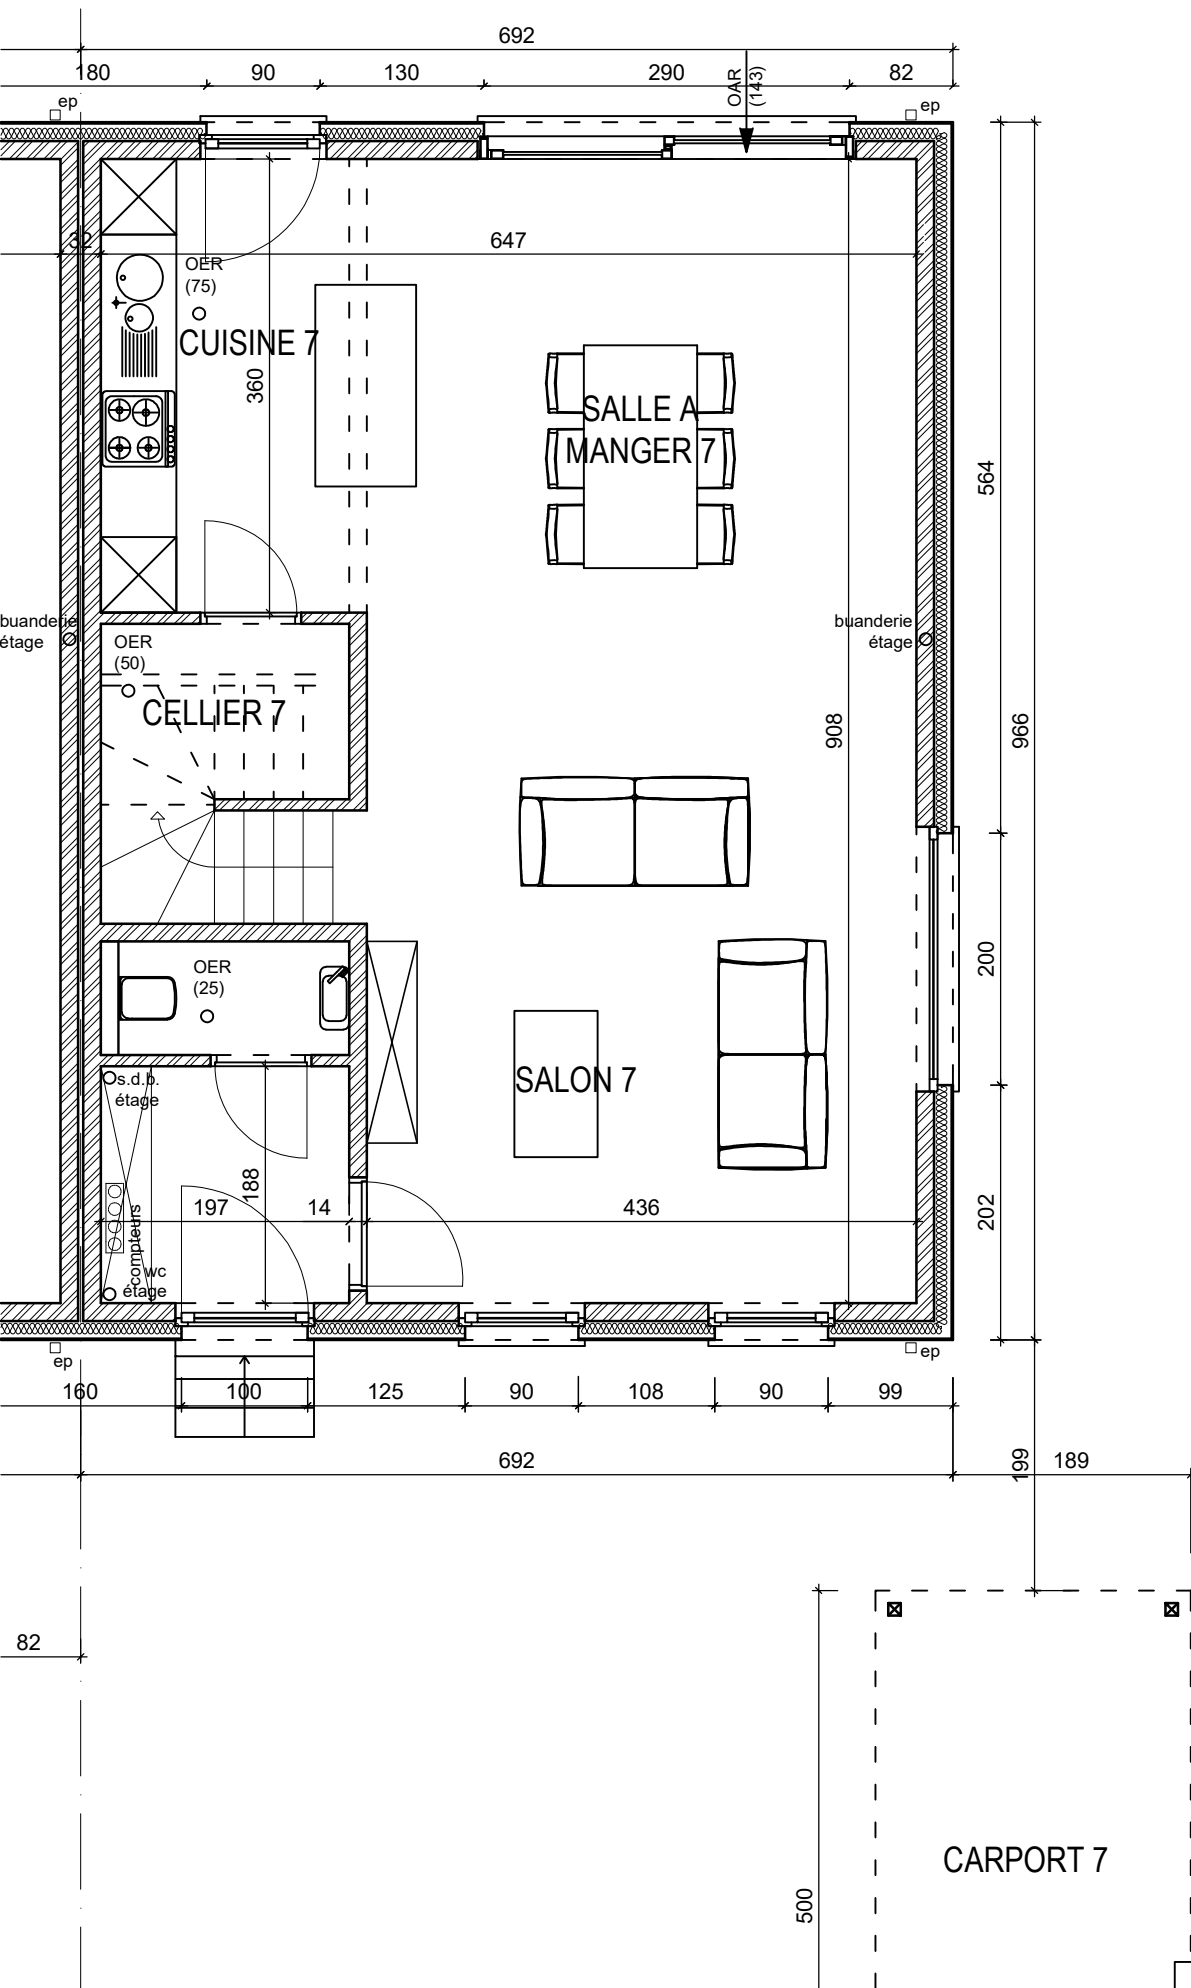 692
180
90
130
290
OAR
(143)
82
ep
ep
32
647
OER
(75)
CUISINE 7
360
SALLE A
MANGER 7
564
buanderie
étage
buanderie
étage
OER
(50)
CELLIER 7
908
966
OER
(25)
200
s.d.b.
étage
SALON 7
188
197
14
436
202
compteurs
wc
étage
ep
ep
160
100
125
90
108
90
99
692
199
189
82
CARPORT 7
500